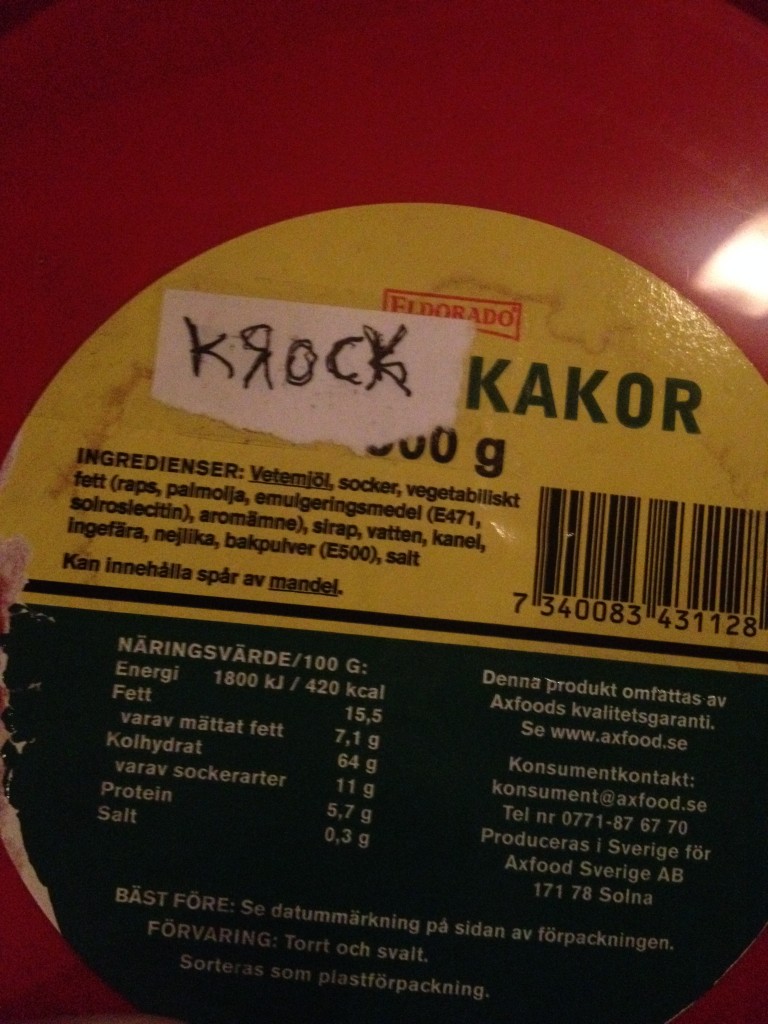 ELDORADO
KЯOCK KAKOR
00 g
INGREDIENSER: Vetemjöl, socker, vegetabiliskt
fett (raps, palmolja, emulgeringsmedel (E471,
solroslecitin), aromämne), sirap, vatten, kanel,
ingefära, nejlika, bakpulver (E500), salt
Kan innehålla spår av mandel.
7 340083 431128
NÄRINGSVÄRDE/100 G:
Energi 1800 kJ / 420 kcal
Fett 15,5
varav mättat fett 7,1 g
Kolhydrat 64 g
varav sockerarter 11 g
Protein 5,7 g
Salt 0,3 g
Denna produkt omfattas av
Axfoods kvalitetsgaranti.
Se www.axfood.se
Konsumentkontakt:
konsument@axfood.se
Tel nr 0771-87 67 70
Produceras i Sverige för
Axfood Sverige AB
171 78 Solna
BÄST FÖRE: Se datummärkning på sidan av förpackningen.
FÖRVARING: Torrt och svalt.
Sorteras som plastförpackning.